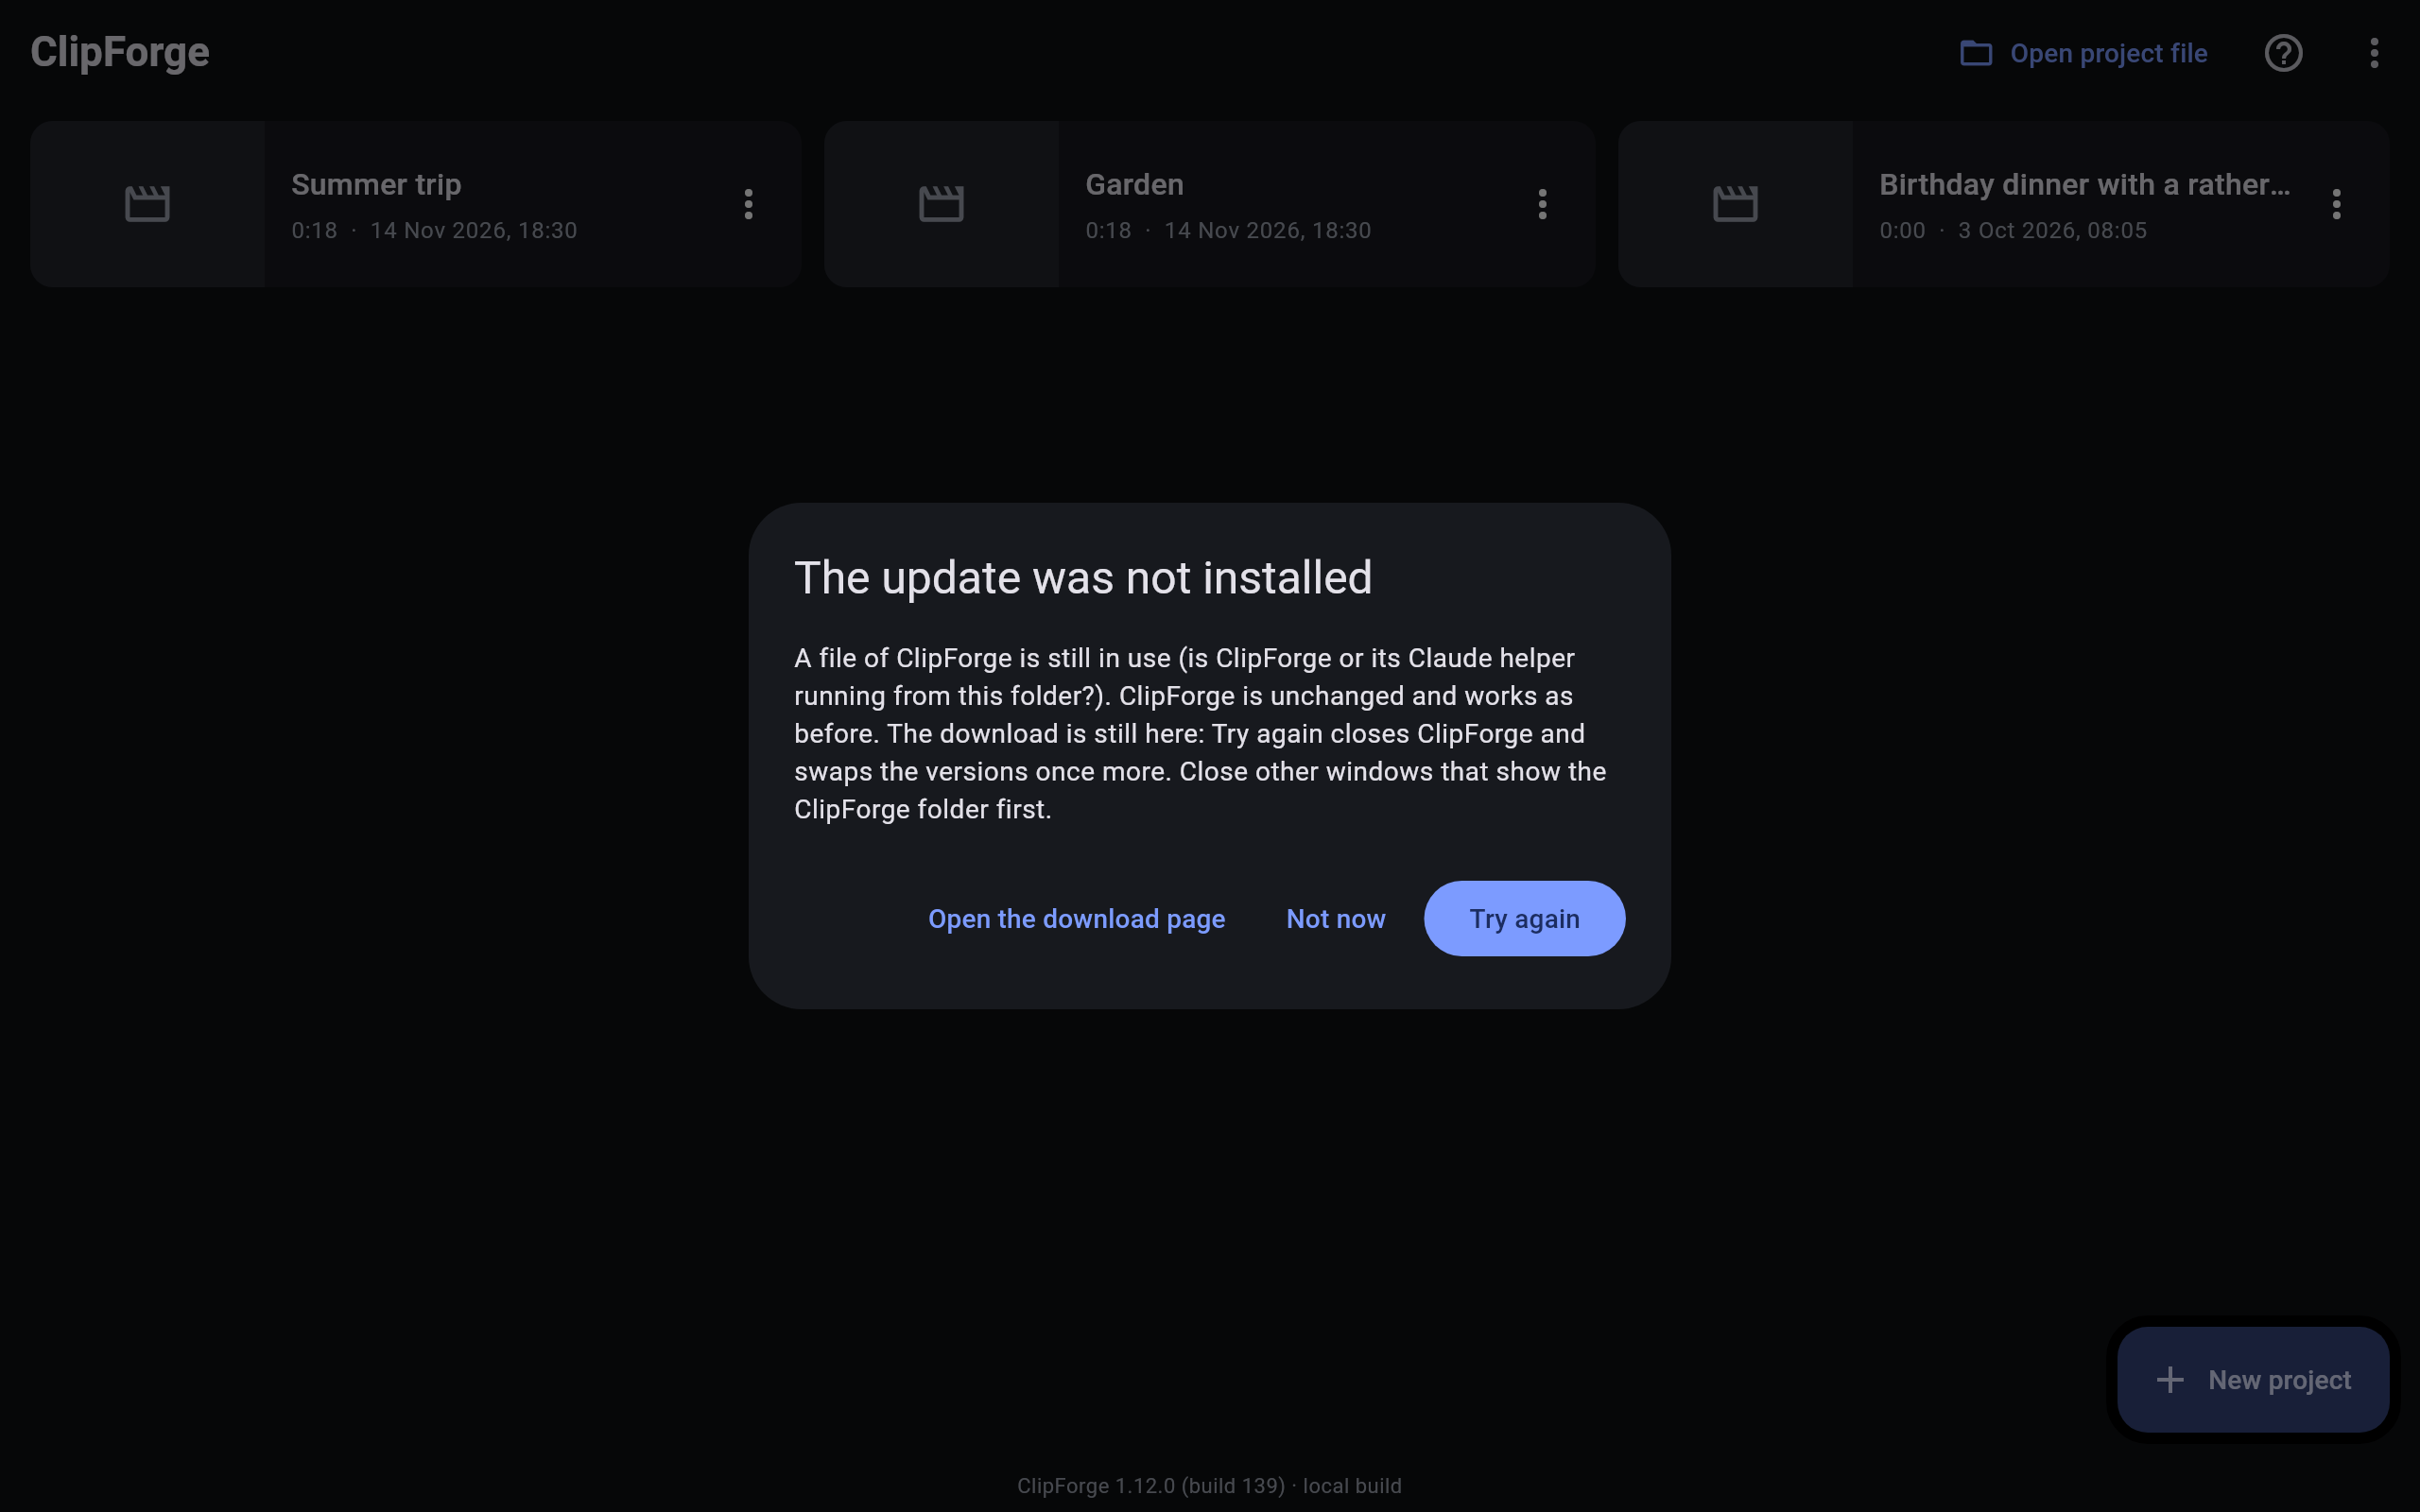 ClipForge
Open project file
Summer trip
0:18 · 14 Nov 2026, 18:30
Garden
0:18 · 14 Nov 2026, 18:30
Birthday dinner with a rather…
0:00 · 3 Oct 2026, 08:05
The update was not installed
A file of ClipForge is still in use (is ClipForge or its Claude helper
running from this folder?). ClipForge is unchanged and works as
before. The download is still here: Try again closes ClipForge and
swaps the versions once more. Close other windows that show the
ClipForge folder first.
Open the download page
Not now
Try again
New project
ClipForge 1.12.0 (build 139) · local build